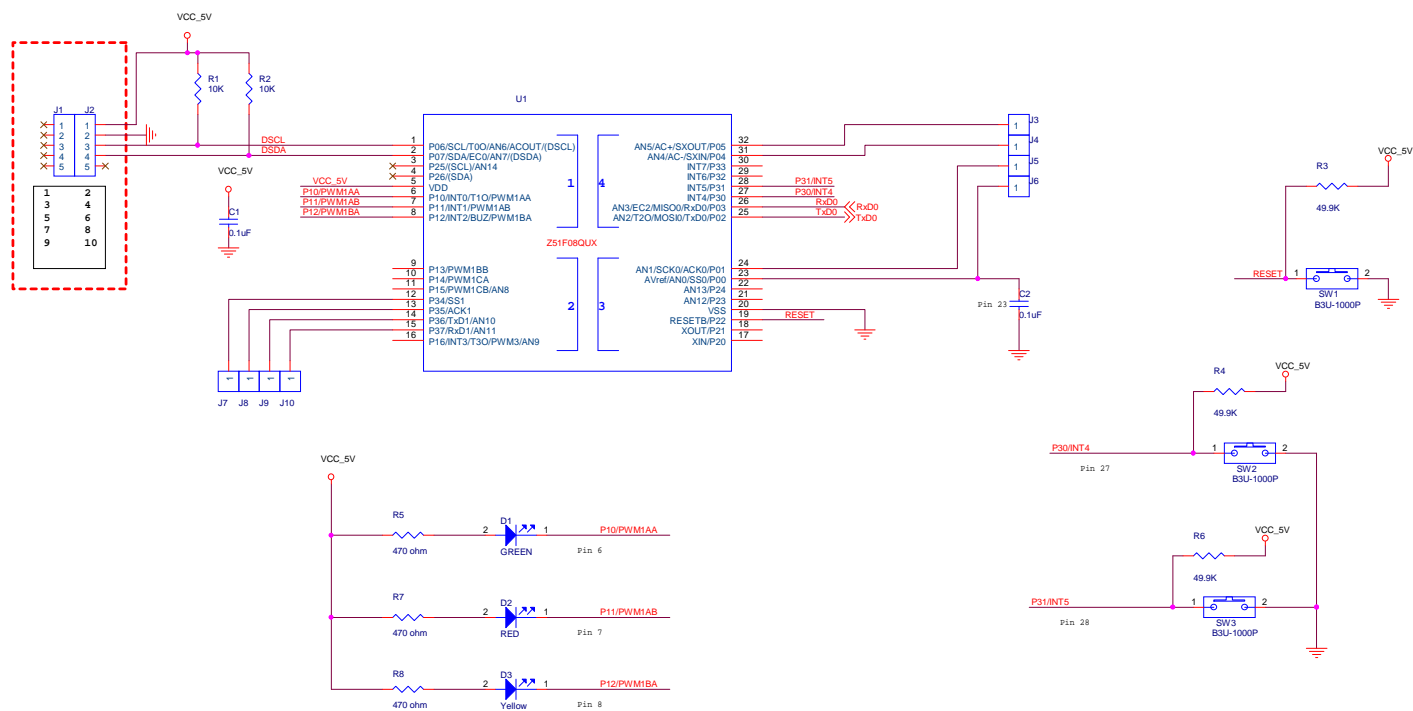 VCC_5V
J1 J2
1 1
2 2
3 3
4 4
5 5
1 2
3 4
5 6
7 8
9 10
R1
10K
R2
10K
DSCL
DSDA
VCC_5V
C1
0.1uF
U1
Z51F08QUX
1 4
2 3
1 P06/SCL/T0O/AN6/ACOUT/(DSCL)
2 P07/SDA/EC0/AN7/(DSDA)
3 P25/(SCL)/AN14
4 P26/(SDA)
VCC_5V 5 VDD
P10/PWM1AA 6 P10/INT0/T1O/PWM1AA
P11/PWM1AB 7 P11/INT1/PWM1AB
P12/PWM1BA 8 P12/INT2/BUZ/PWM1BA
9 P13/PWM1BB
10 P14/PWM1CA
11 P15/PWM1CB/AN8
12 P34/SS1
13 P35/ACK1
14 P36/TxD1/AN10
15 P37/RxD1/AN11
16 P16/INT3/T3O/PWM3/AN9
AN5/AC+/SXOUT/P05 32
AN4/AC-/SXIN/P04 31
INT7/P33 30
INT6/P32 29
INT5/P31 28 P31/INT5
INT4/P30 27 P30/INT4
AN3/EC2/MISO0/RxD0/P03 26 RxD0 RxD0
AN2/T2O/MOSI0/TxD0/P02 25 TxD0 TxD0
AN1/SCK0/ACK0/P01 24
AVref/AN0/SS0/P00 23
AN13/P24 22
AN12/P23 21
VSS 20
RESETB/P22 19 RESET
XOUT/P21 18
XIN/P20 17
J3
1
J4
1
J5
1
J6
1
Pin 23
C2
0.1uF
1 1 1 1
J7 J8 J9 J10
VCC_5V
R3
49.9K
RESET 1 2
SW1
B3U-1000P
VCC_5V
R4
49.9K
P30/INT4 1 2
Pin 27
SW2
B3U-1000P
VCC_5V
R6
49.9K
P31/INT5 1 2
Pin 28
SW3
B3U-1000P
VCC_5V
R5
470 ohm
2 D1 1
GREEN
P10/PWM1AA
Pin 6
R7
470 ohm
2 D2 1
RED
P11/PWM1AB
Pin 7
R8
470 ohm
2 D3 1
Yellow
P12/PWM1BA
Pin 8